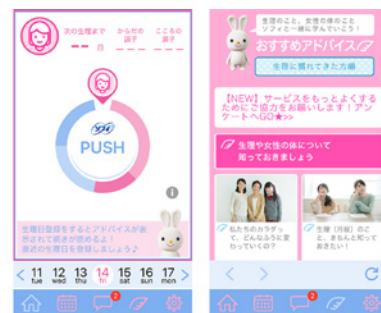 次の生理まで
-- 日
からだの
調子
---
こころの
調子
---
ソフィ
PUSH
生理日登録をするとアドバイスが表
示されて続きが読めるよ!
直近の生理日を登録しましょう♪
11 tue
12 wed
13 thu
14 fri
15 sat
16 sun
17 mon
2
生理のこと、女性の体のこと
ソフィと一緒に学んでいこう!
おすすめアドバイス
生理に慣れてきた方編
【NEW】サービスをもっとよくする
ためにご協力をお願いします!アン
ケートへGO★>>
生理や女性の体について
知っておきましょう
私たちのカラダっ
て、どんなふうに変
わっていくの?
生理(月経)のこ
と、きちんと知って
おきたい!
2